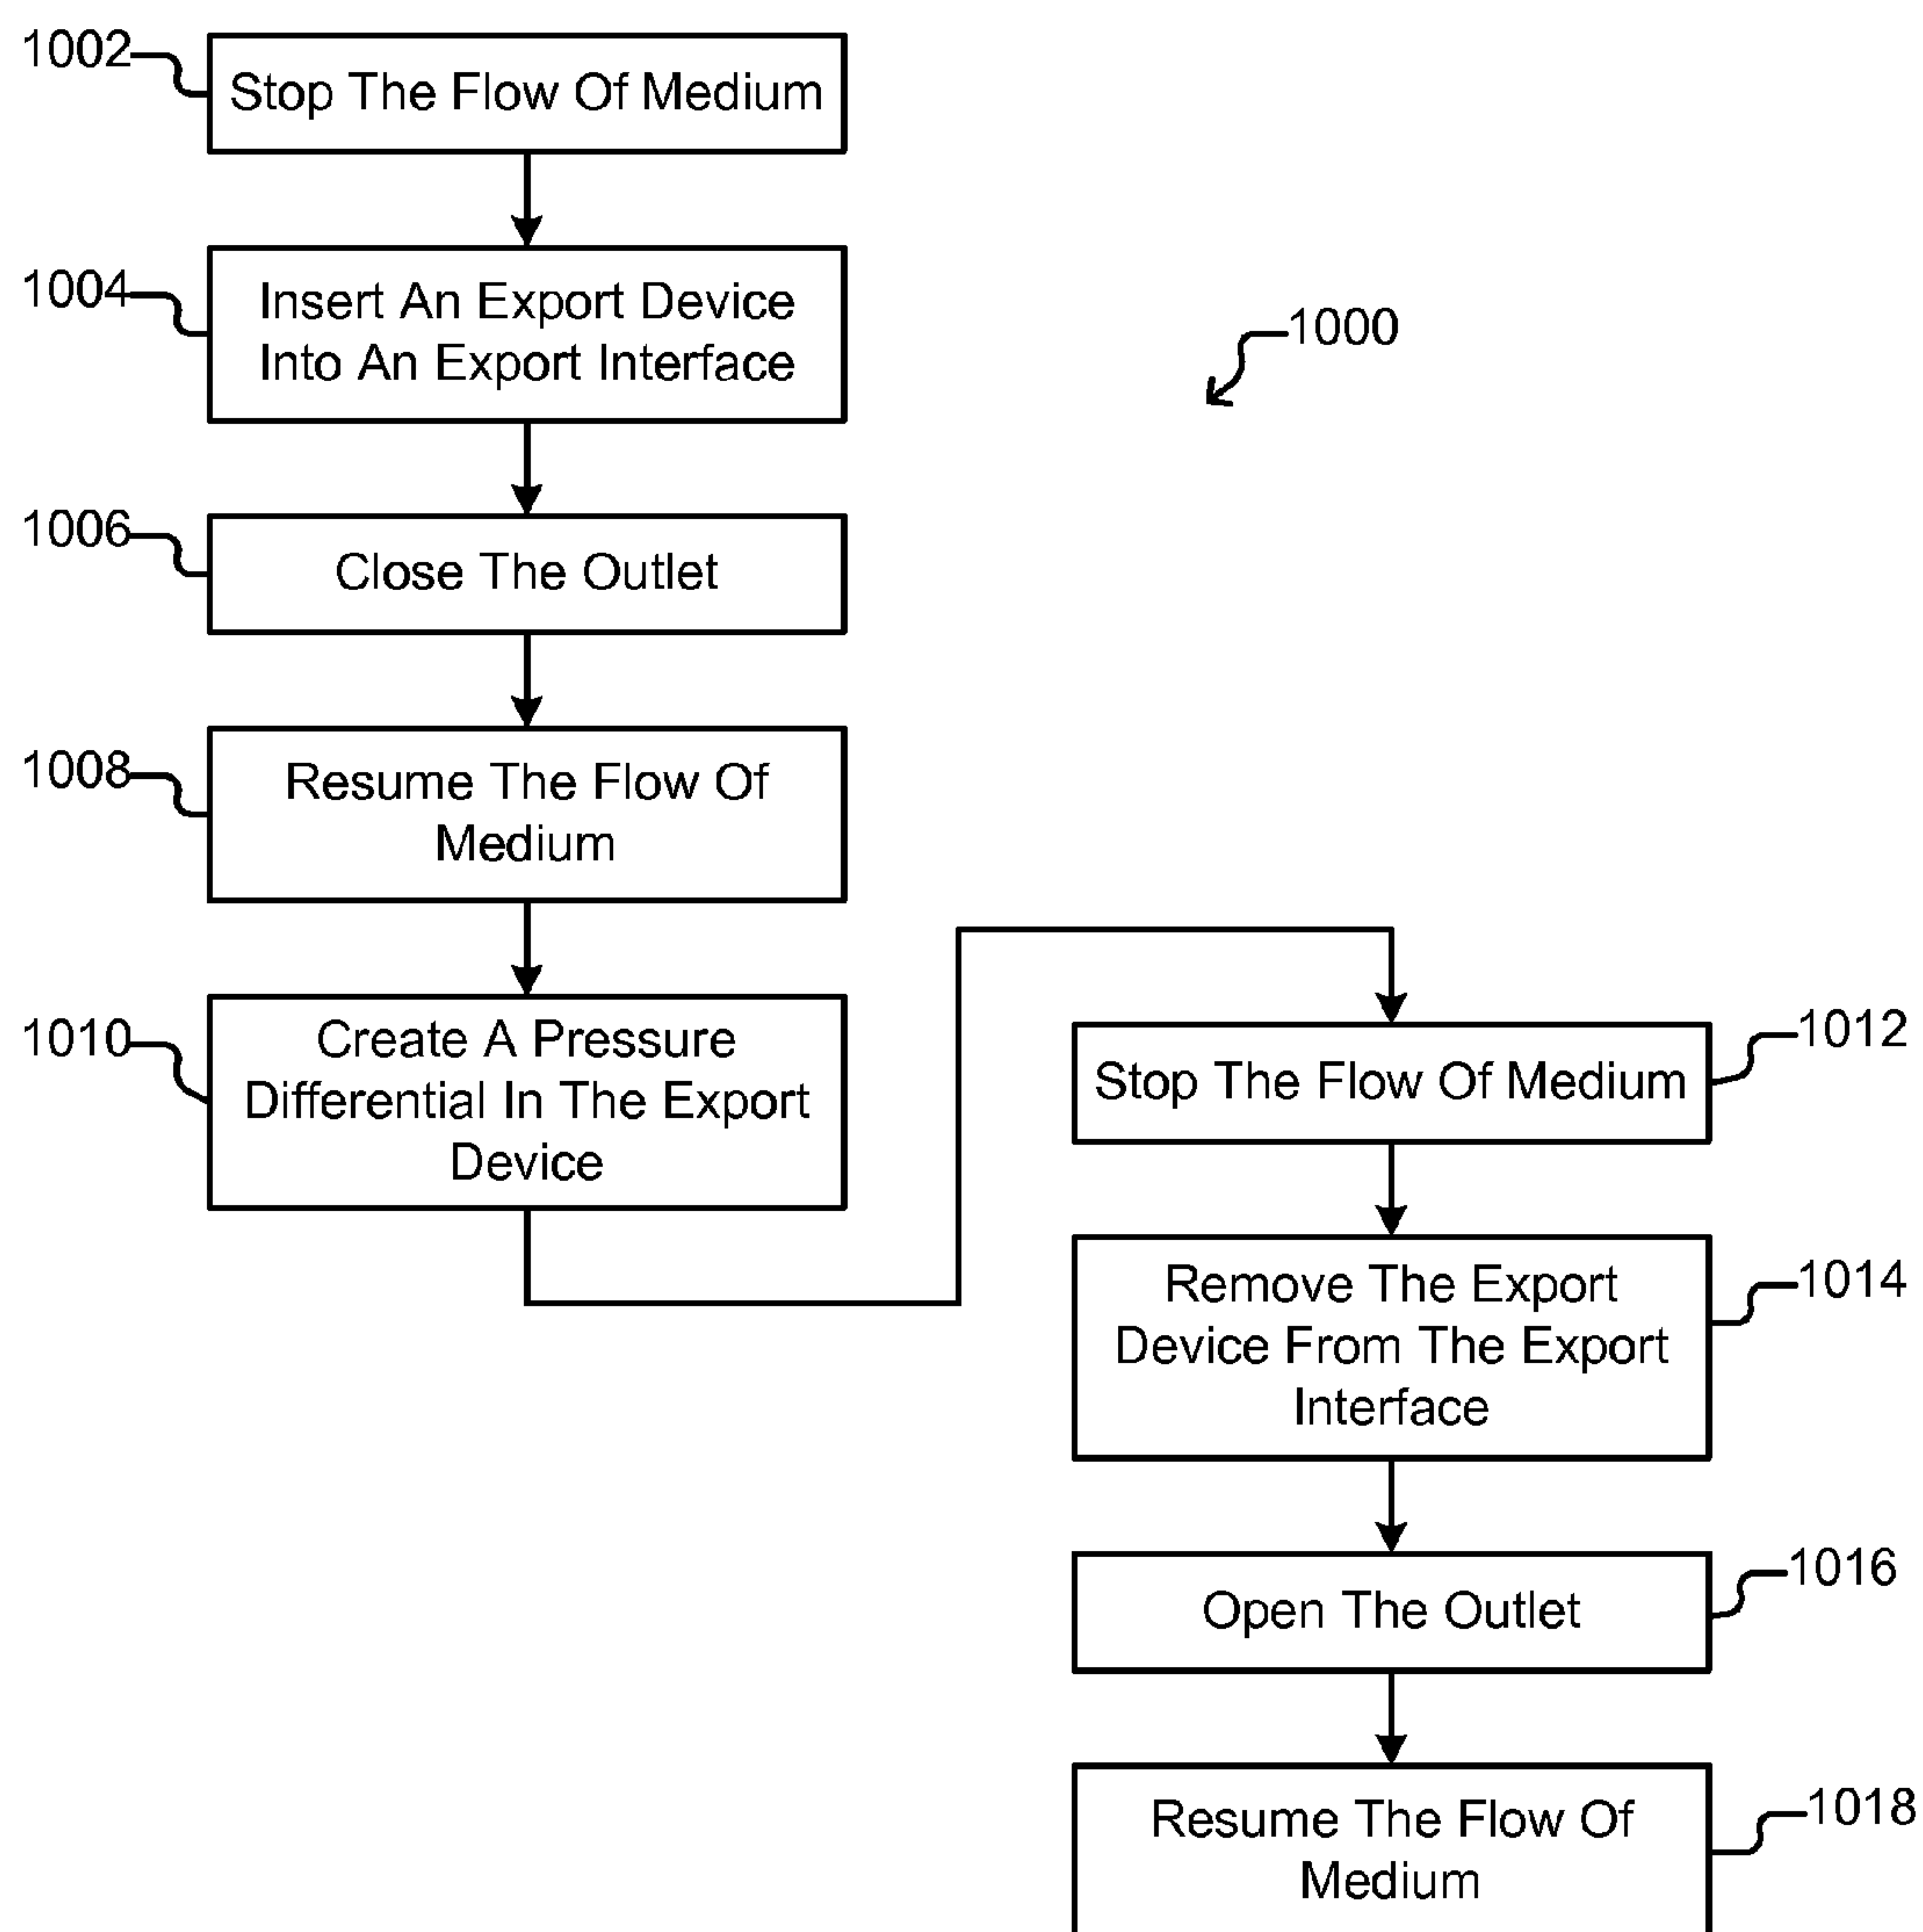 1002
Stop The Flow Of Medium
1004
Insert An Export Device
Into An Export Interface
1000
1006
Close The Outlet
1008
Resume The Flow Of
Medium
1010
Create A Pressure
Differential In The Export
Device
1012
Stop The Flow Of Medium
1014
Remove The Export
Device From The Export
Interface
1016
Open The Outlet
1018
Resume The Flow Of
Medium